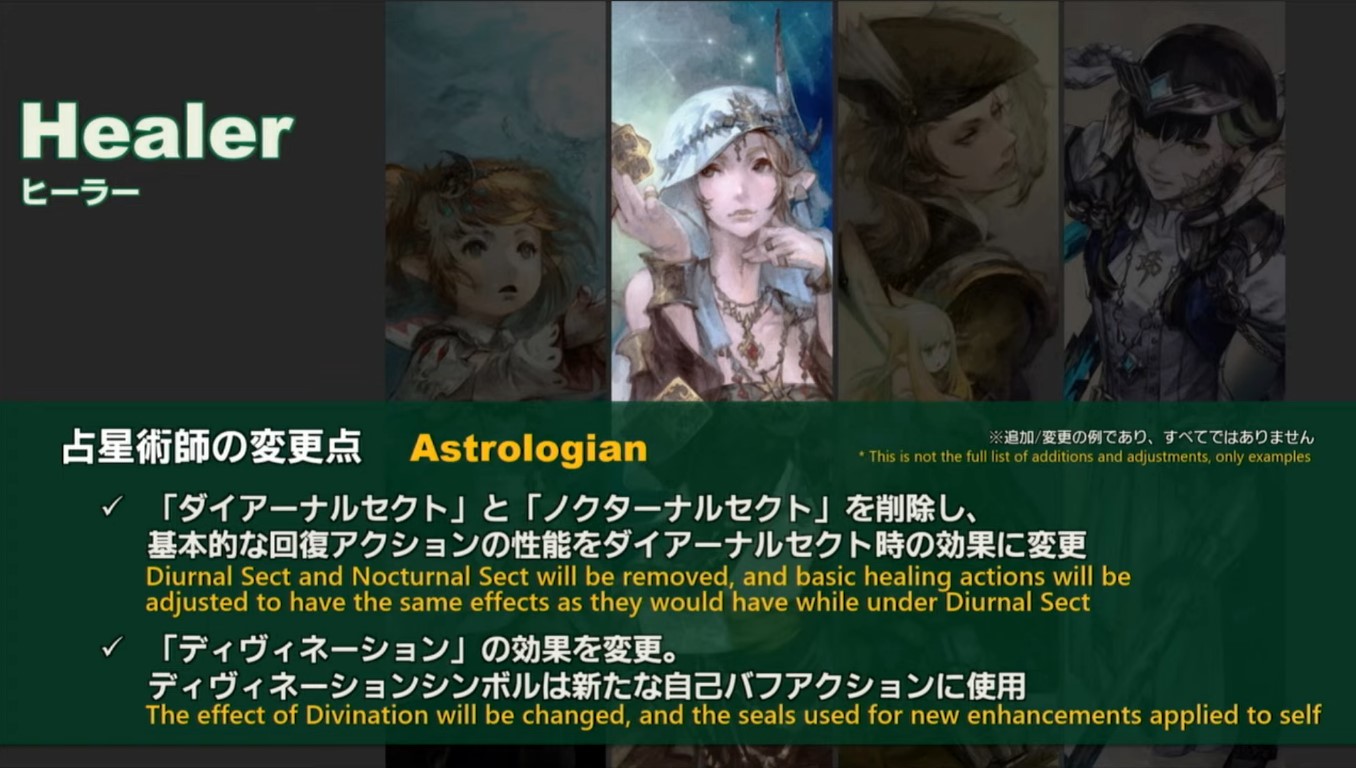 Healer
ヒーラー
占星術師の変更点 Astrologian
※追加/変更の例であり、すべてではありません
* This is not the full list of additions and adjustments, only examples
✓ 「ダイアーナルセクト」と「ノクターナルセクト」を削除し、
基本的な回復アクションの性能をダイアーナルセクト時の効果に変更
Diurnal Sect and Nocturnal Sect will be removed, and basic healing actions will be
adjusted to have the same effects as they would have while under Diurnal Sect
✓ 「ディヴィネーション」の効果を変更。
ディヴィネーションシンボルは新たな自己バフアクションに使用
The effect of Divination will be changed, and the seals used for new enhancements applied to self